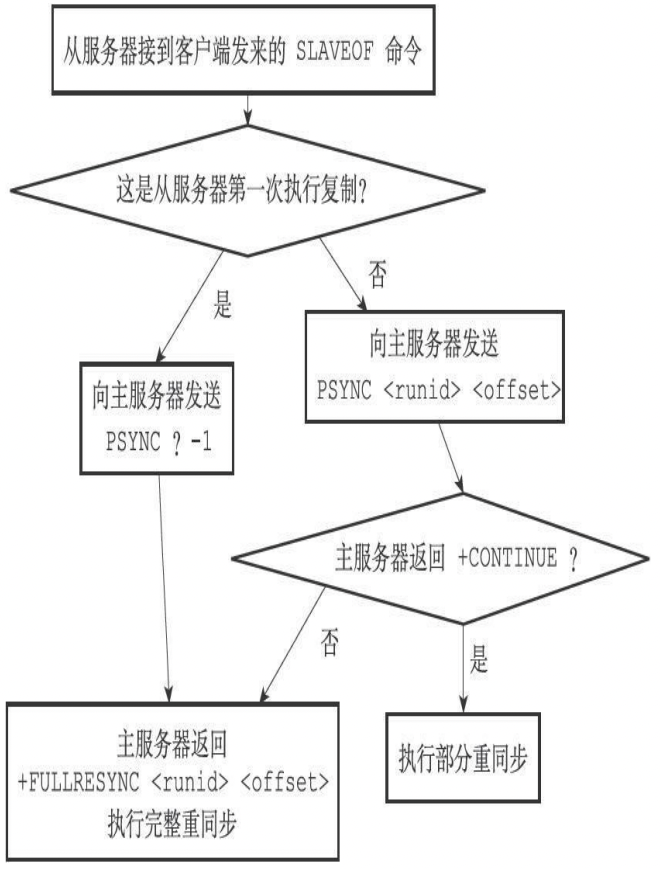 从服务器接到客户端发来的 SLAVEOF 命令
这是从服务器第一次执行复制?
是
否
向主服务器发送
PSYNC ? -1
向主服务器发送
PSYNC <runid> <offset>
主服务器返回 +CONTINUE ?
否
是
主服务器返回
+FULLRESYNC <runid> <offset>
执行完整重同步
执行部分重同步